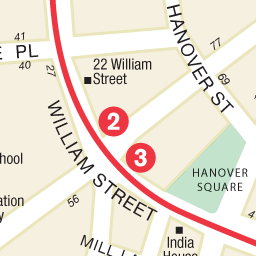 HANOVER ST
41
E PL
40
27
22 William
Street
77
69
2
3
WILLIAM STREET
chool
HANOVER
SQUARE
ation
y
56
India
House
MILL LA